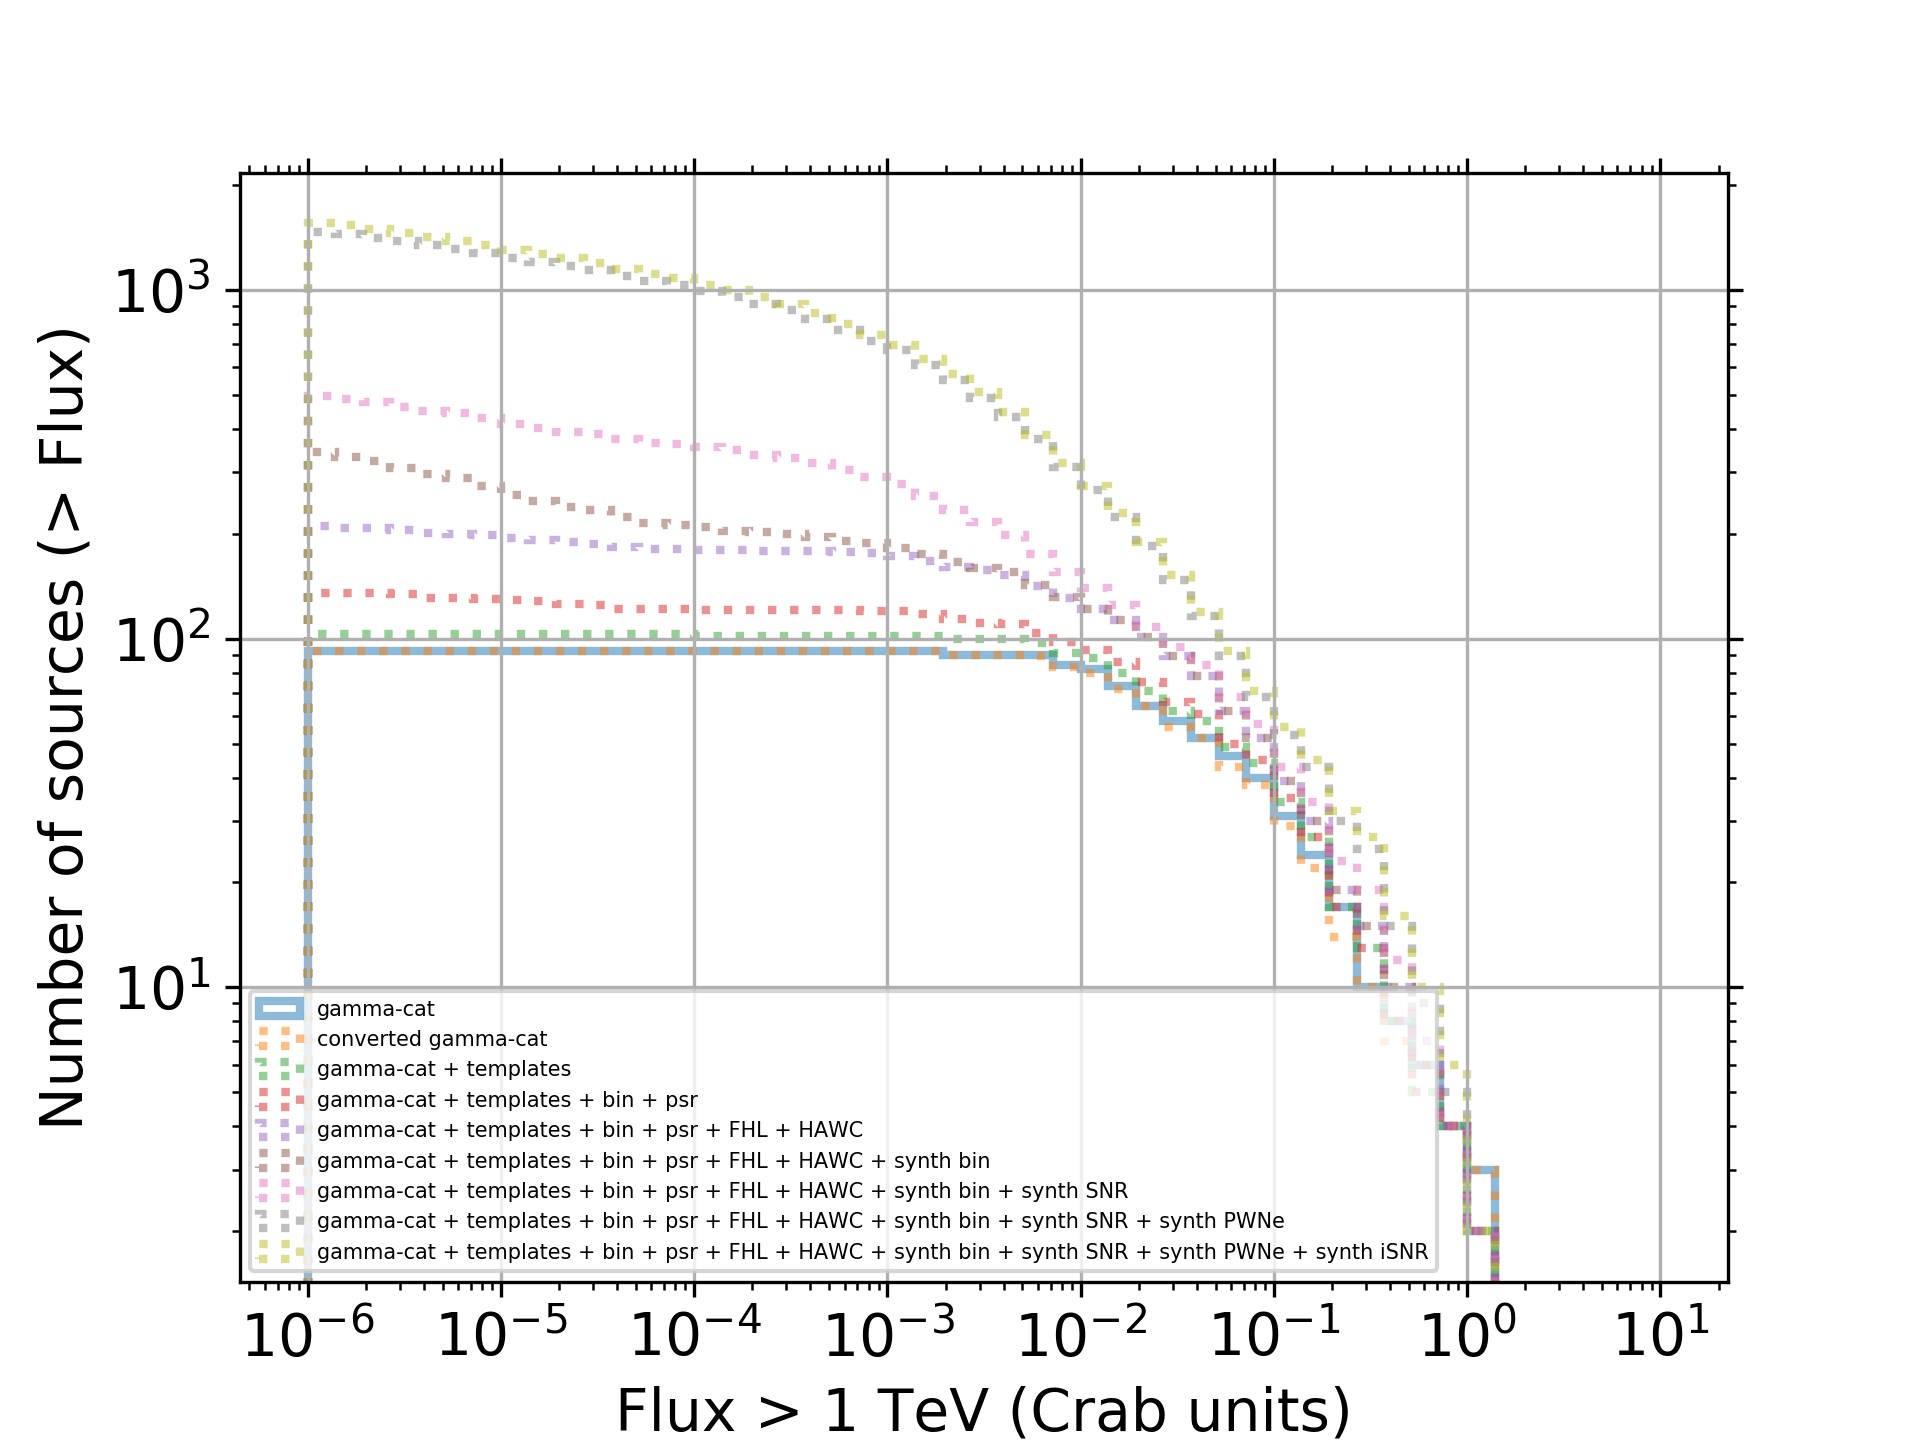 10³
10²
10¹
Number of sources (> Flux)
gamma-cat
converted gamma-cat
gamma-cat + templates
gamma-cat + templates + bin + psr
gamma-cat + templates + bin + psr + FHL + HAWC
gamma-cat + templates + bin + psr + FHL + HAWC + synth bin
gamma-cat + templates + bin + psr + FHL + HAWC + synth bin + synth SNR
gamma-cat + templates + bin + psr + FHL + HAWC + synth bin + synth SNR + synth PWNe
gamma-cat + templates + bin + psr + FHL + HAWC + synth bin + synth SNR + synth PWNe + synth iSNR
10⁻⁶ 10⁻⁵ 10⁻⁴ 10⁻³ 10⁻² 10⁻¹ 10⁰ 10¹
Flux > 1 TeV (Crab units)